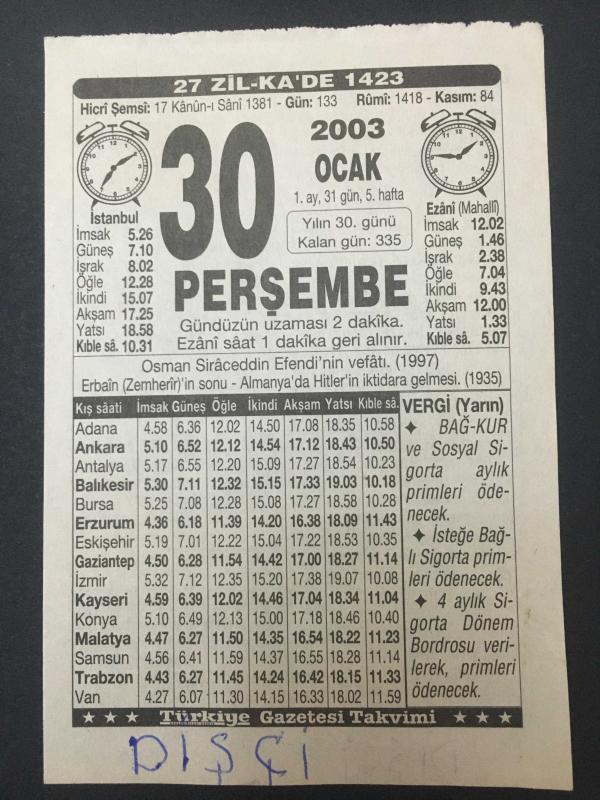 27 ZİL-KA'DE 1423
Hicrî Şemsî: 17 Kânûn-ı Sânî 1381 - Gün: 133 Rûmî: 1418 - Kasım: 84
30
2003
OCAK
1. ay, 31 gün, 5. hafta
Yılın 30. günü
Kalan gün: 335
PERŞEMBE
Gündüzün uzaması 2 dakîka.
Ezânî sâat 1 dakîka geri alınır.
İstanbul
İmsak 5.26
Güneş 7.10
İşrak 8.02
Öğle 12.28
İkindi 15.07
Akşam 17.25
Yatsı 18.58
Kıble sâ. 10.31
Ezânî (Mahallî)
İmsak 12.02
Güneş 1.46
İşrak 2.38
Öğle 7.04
İkindi 9.43
Akşam 12.00
Yatsı 1.33
Kıble sâ. 5.07
Osman Sirâceddin Efendi'nin vefâtı. (1997)
Erbaîn (Zemherîr)'in sonu - Almanya'da Hitler'in iktidara gelmesi. (1935)
Kış sâati İmsak Güneş Öğle İkindi Akşam Yatsı Kıble sâ.
Adana 4.58 6.36 12.02 14.50 17.08 18.35 10.58
Ankara 5.10 6.52 12.12 14.54 17.12 18.43 10.50
Antalya 5.17 6.55 12.20 15.09 17.27 18.54 10.23
Balıkesir 5.30 7.11 12.32 15.15 17.33 19.03 10.18
Bursa 5.25 7.08 12.28 15.08 17.27 18.58 10.28
Erzurum 4.36 6.18 11.39 14.20 16.38 18.09 11.43
Eskişehir 5.19 7.01 12.22 15.04 17.22 18.53 10.35
Gaziantep 4.50 6.28 11.54 14.42 17.00 18.27 11.14
İzmir 5.32 7.12 12.35 15.20 17.38 19.07 10.08
Kayseri 4.59 6.39 12.02 14.46 17.04 18.34 11.04
Konya 5.10 6.49 12.13 15.00 17.18 18.46 10.40
Malatya 4.47 6.27 11.50 14.35 16.54 18.22 11.23
Samsun 4.56 6.41 11.59 14.37 16.55 18.28 11.14
Trabzon 4.43 6.27 11.45 14.24 16.42 18.15 11.33
Van 4.27 6.07 11.30 14.15 16.33 18.02 11.59
VERGİ (Yarın)
✦ BAĞ-KUR
ve Sosyal Si-
gorta aylık
primleri öde-
necek.
✦ İsteğe Bağ-
lı Sigorta prim-
leri ödenecek.
✦ 4 aylık Si-
gorta Dönem
Bordrosu veri-
lerek, primleri
ödenecek.
★ ★ ★ Türkiye Gazetesi Takvimi ★ ★ ★
DIŞÇİ